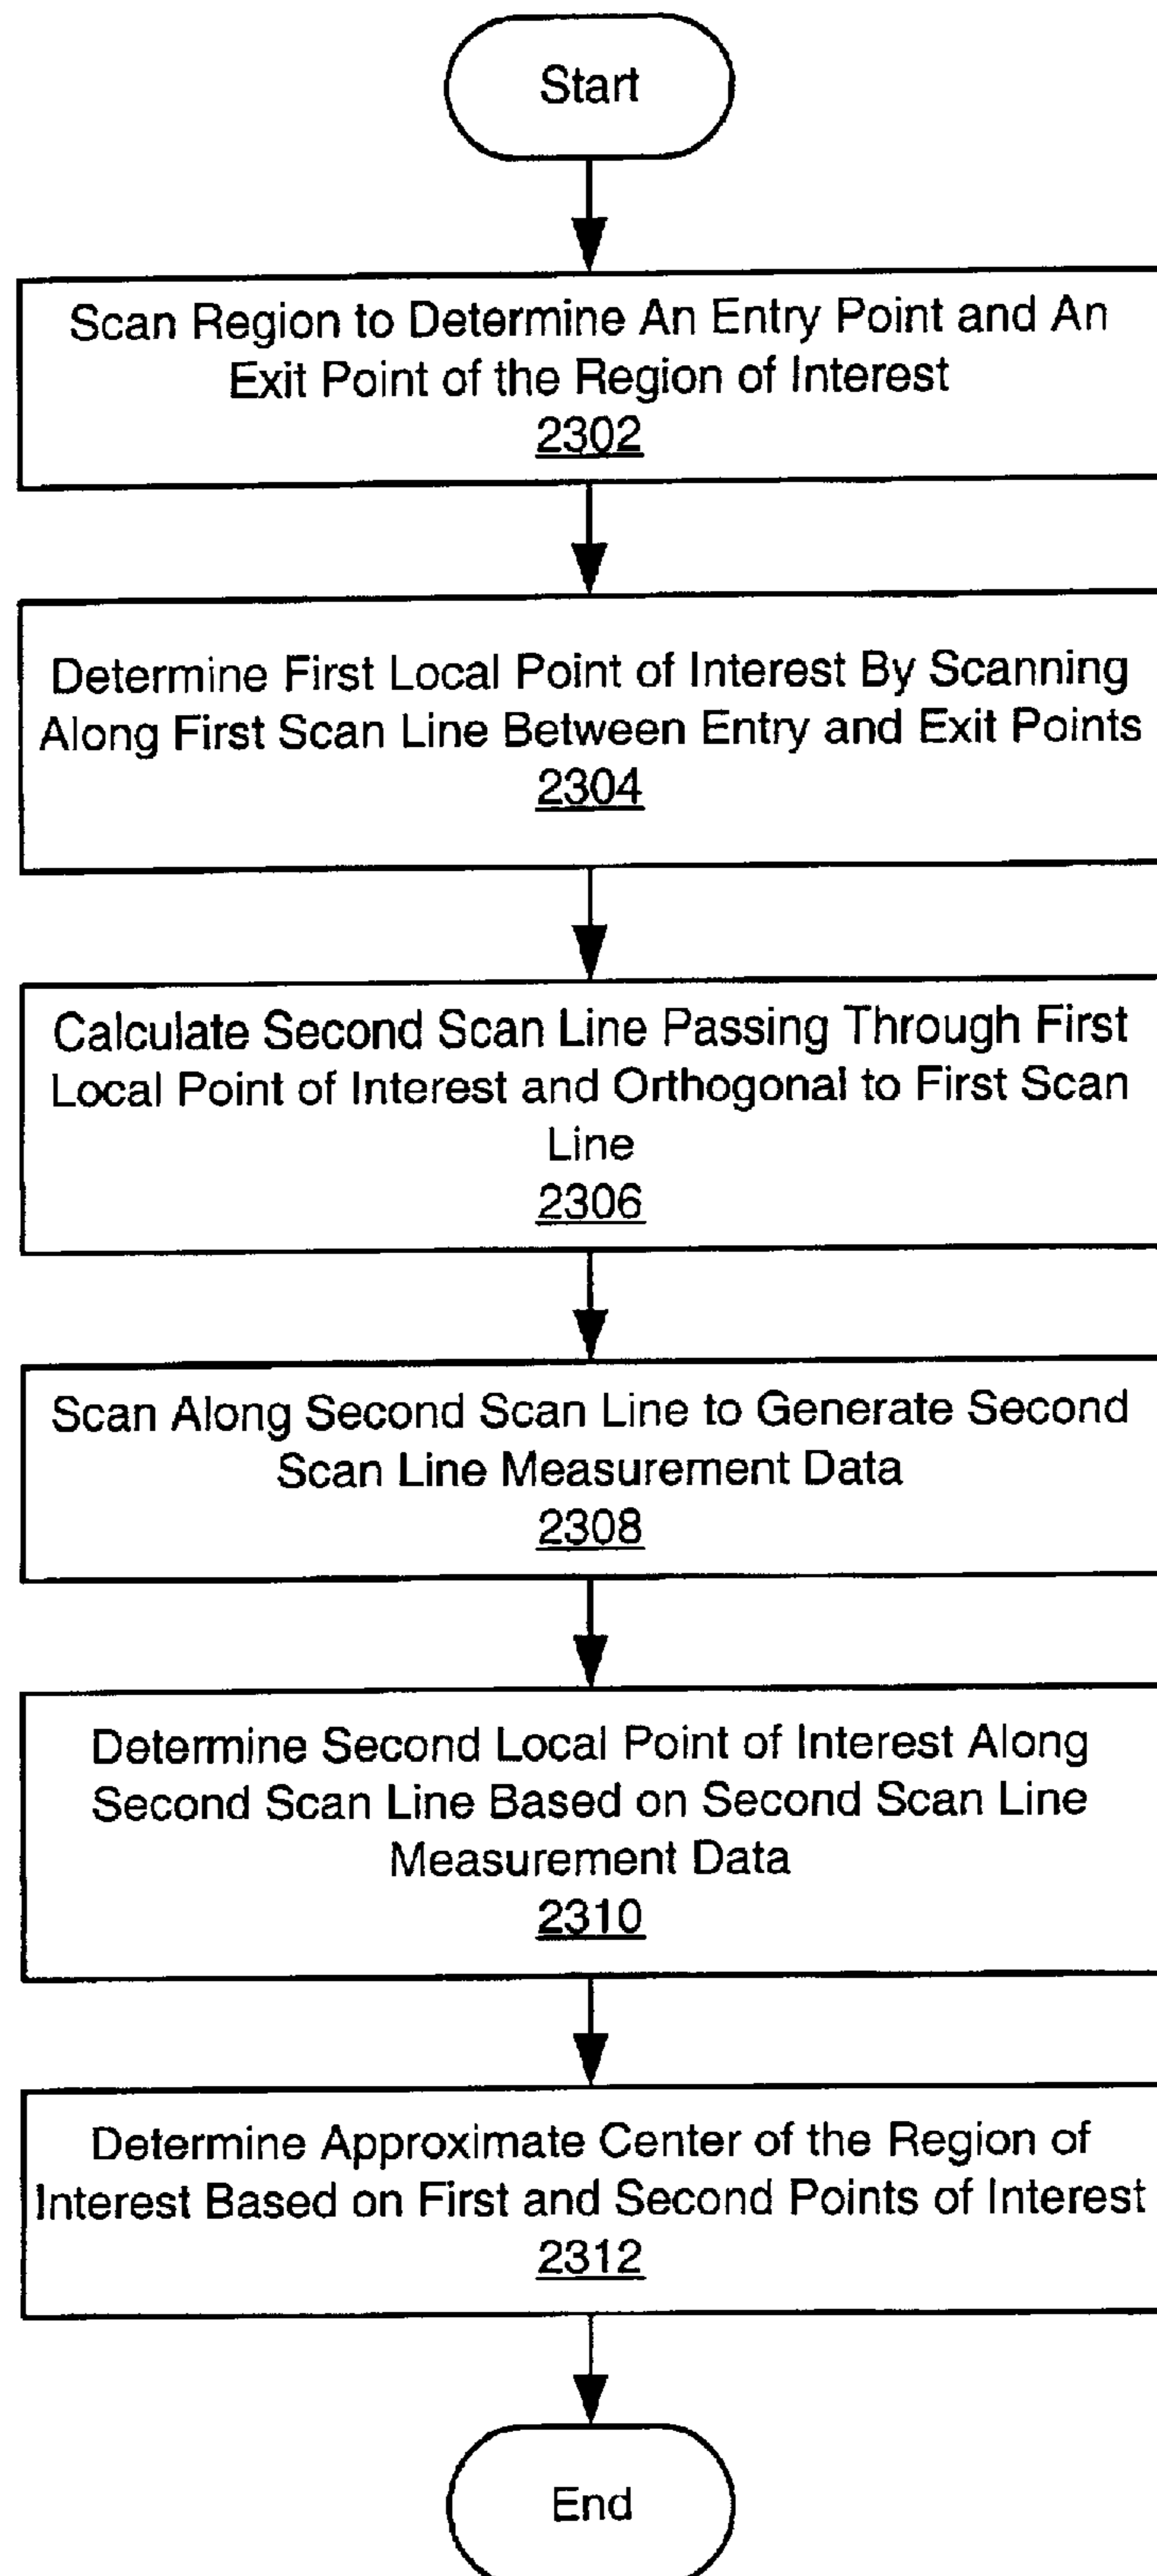 Start
Scan Region to Determine An Entry Point and An
Exit Point of the Region of Interest
2302
Determine First Local Point of Interest By Scanning
Along First Scan Line Between Entry and Exit Points
2304
Calculate Second Scan Line Passing Through First
Local Point of Interest and Orthogonal to First Scan
Line
2306
Scan Along Second Scan Line to Generate Second
Scan Line Measurement Data
2308
Determine Second Local Point of Interest Along
Second Scan Line Based on Second Scan Line
Measurement Data
2310
Determine Approximate Center of the Region of
Interest Based on First and Second Points of Interest
2312
End